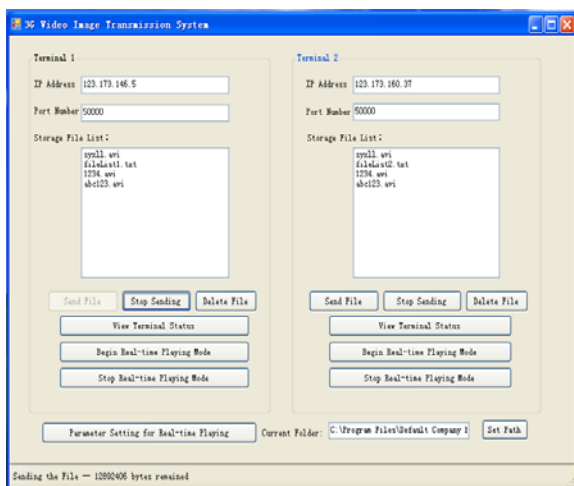 3G Video Image Transmission System
Terminal 1
IP Address 123.173.146.5
Port Number 50000
Storage File List:
sysll.avi
fileList1.txt
1234.avi
abc123.avi
Send File Stop Sending Delete File
View Terminal Status
Begin Real-time Playing Mode
Stop Real-time Playing Mode
Terminal 2
IP Address 123.173.160.37
Port Number 50000
Storage File List:
sysll.avi
fileList2.txt
1234.avi
abc123.avi
Send File Stop Sending Delete File
View Terminal Status
Begin Real-time Playing Mode
Stop Real-time Playing Mode
Parameter Setting for Real-time Playing Current Folder: C:\Program Files\Default Company Set Path
Sending the File — 12892406 bytes remained